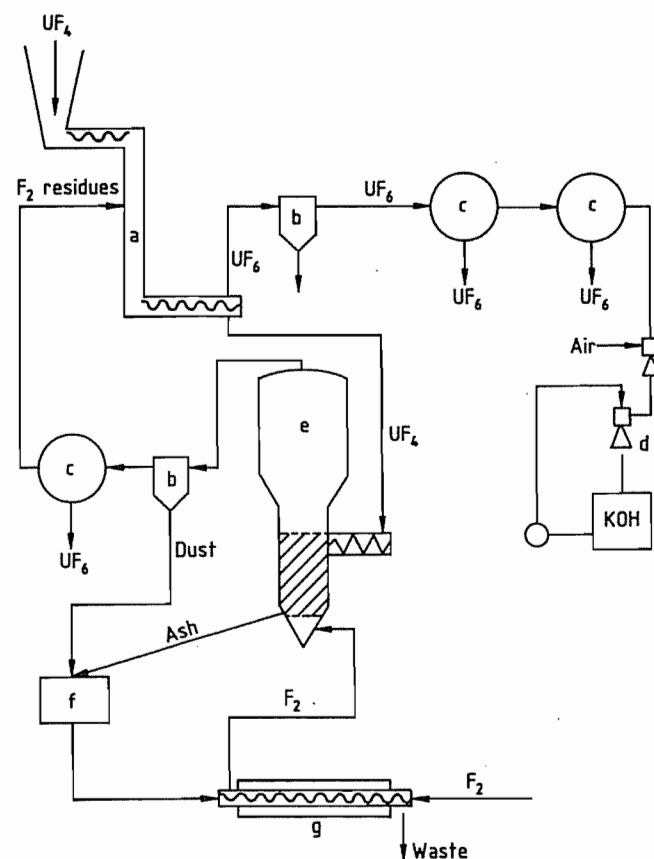 UF₄
F₂ residues
a
UF₆
b
UF₆
c
c
UF₆
UF₆
Air
d
KOH
e
UF₄
c
b
UF₆
Dust
Ash
f
F₂
F₂
g
Waste